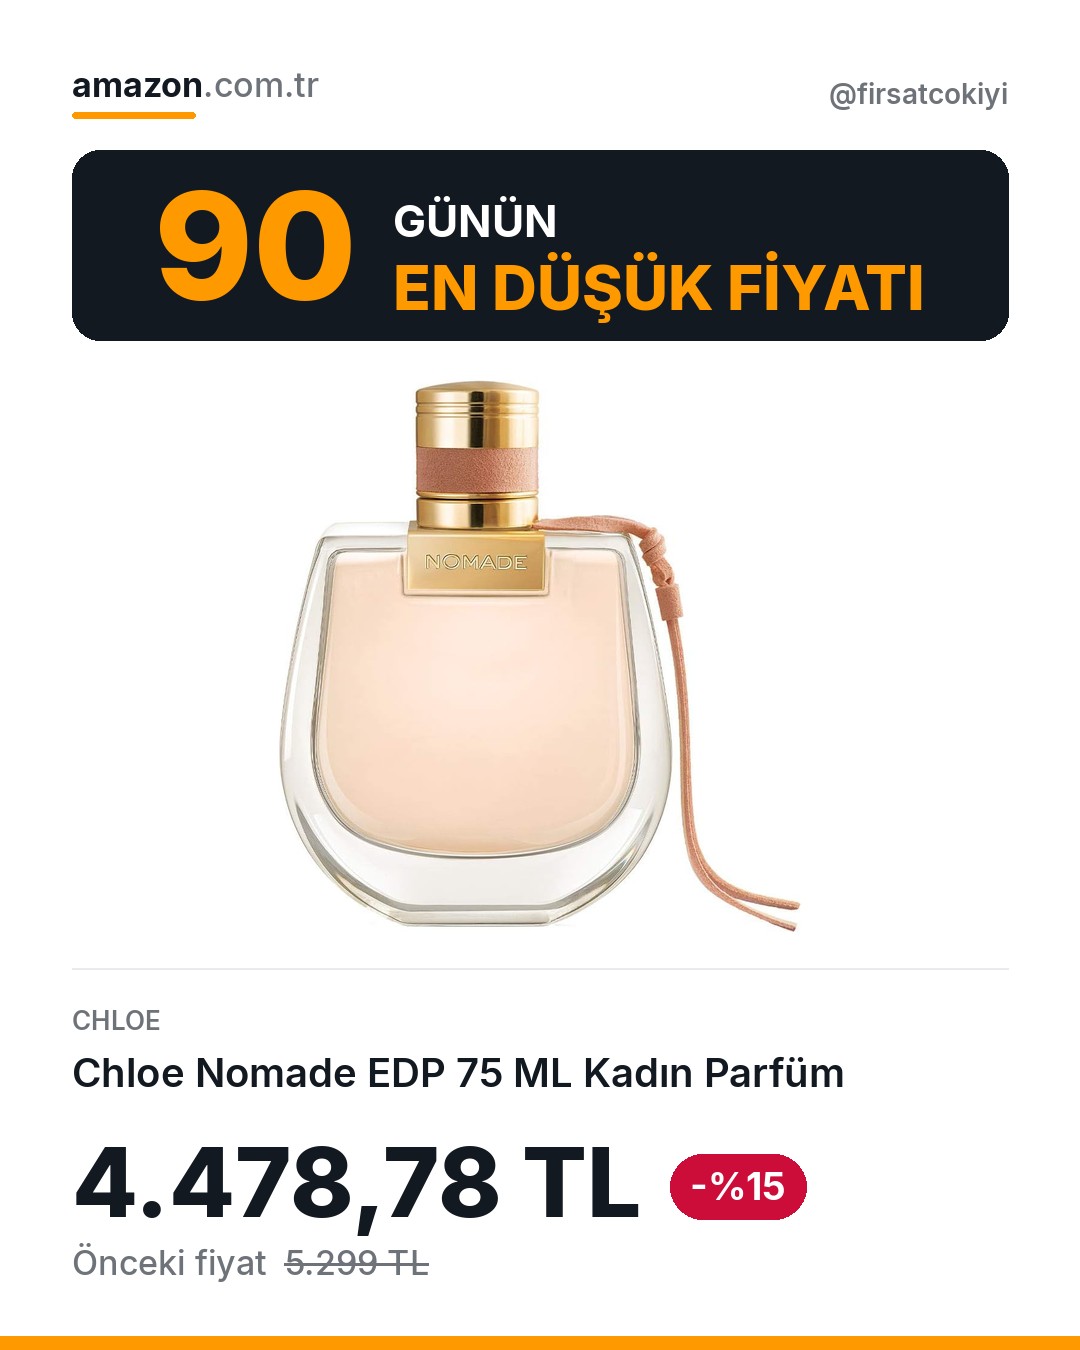 amazon.com.tr
@firsatcokiyi
90 GÜNÜN
EN DÜŞÜK FİYATI
NOMADE
CHLOE
Chloe Nomade EDP 75 ML Kadın Parfüm
4.478,78 TL -%15
Önceki fiyat 5.299 TL